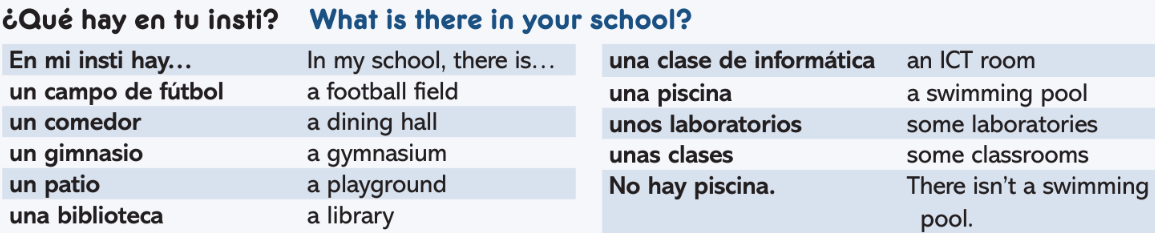 ¿Qué hay en tu insti? What is there in your school?
En mi insti hay… In my school, there is…
un campo de fútbol a football field
un comedor a dining hall
un gimnasio a gymnasium
un patio a playground
una biblioteca a library
una clase de informática an ICT room
una piscina a swimming pool
unos laboratorios some laboratories
unas clases some classrooms
No hay piscina. There isn't a swimming
pool.